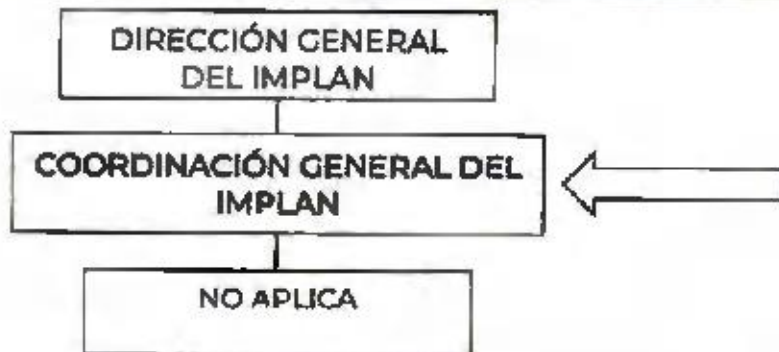 DIRECCIÓN GENERAL
DEL IMPLAN
COORDINACIÓN GENERAL DEL
IMPLAN
NO APLICA